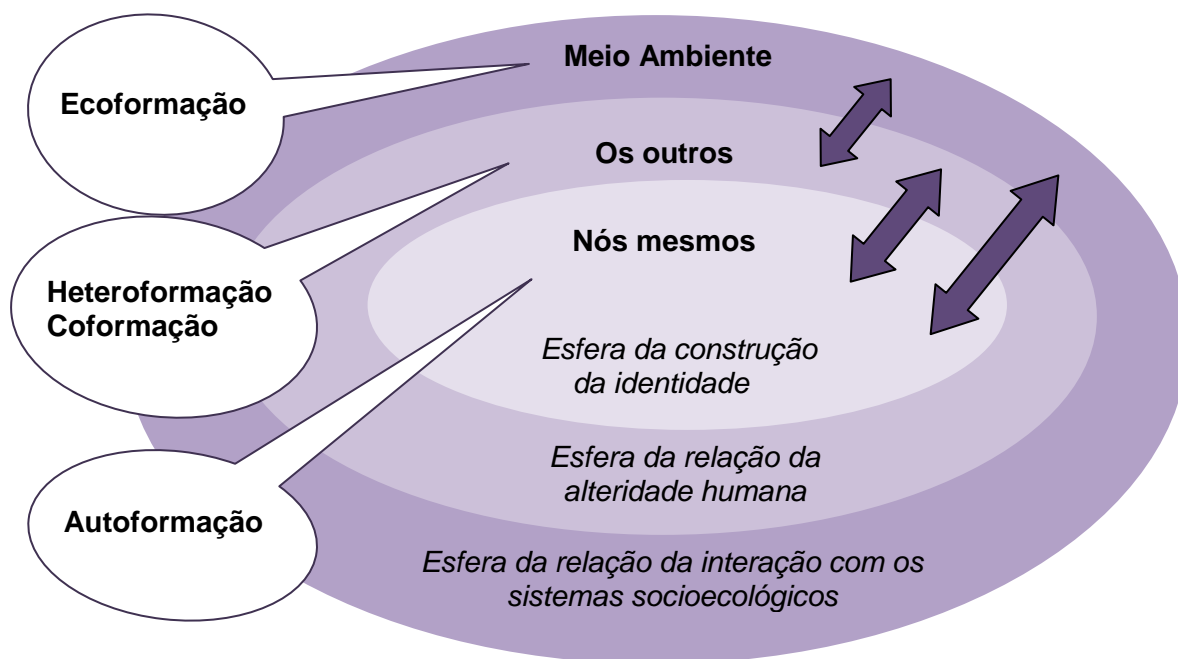 Meio Ambiente
Ecoformação
Os outros
Nós mesmos
Heteroformação
Coformação
Esfera da construção
da identidade
Esfera da relação da
alteridade humana
Autoformação
Esfera da relação da interação com os
sistemas socioecológicos